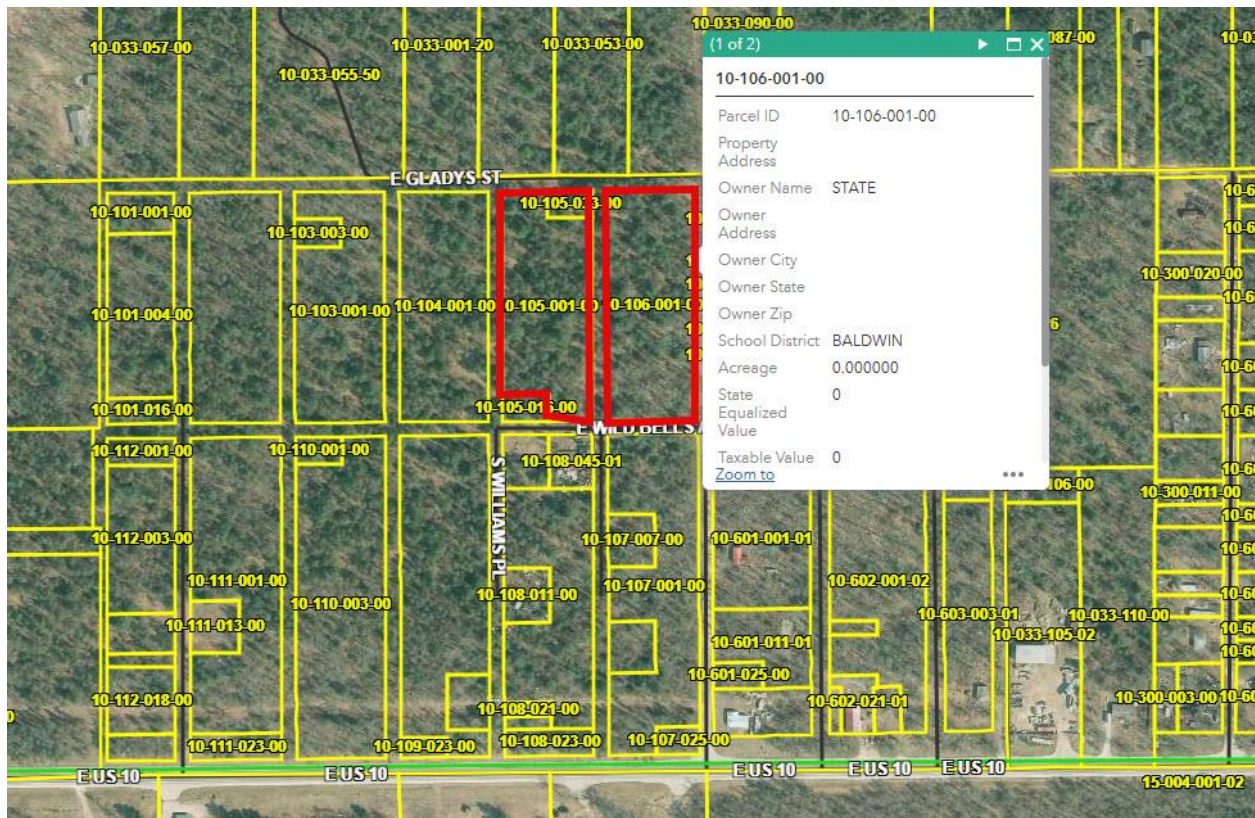 10-033-090-00
10-033-057-00
10-033-001-20
10-033-053-00
087-00
(1 of 2)
10-033-055-50
10-106-001-00
Parcel ID 10-106-001-00
Property
Address
Owner Name STATE
Owner
Address
Owner City
Owner State
Owner Zip
School District BALDWIN
Acreage 0.000000
State
Equalized
Value
0
Taxable Value 0
Zoom to
E GLADYS ST
10-101-001-00
10-103-003-00
10-105-033-00
10-300-020-00
10-101-004-00
10-103-001-00
10-104-001-00
10-105-001-00
10-101-016-00
10-105-016-00
E WILD BELLS
10-112-001-00
10-110-001-00
10-108-045-01
106-00
10-300-011-00
S WILLIAMS PL
10-112-003-00
10-107-007-00
10-601-001-01
10-111-001-00
10-108-011-00
10-107-001-00
10-602-001-02
10-110-003-00
10-603-003-01
10-033-110-00
10-111-013-00
10-033-105-02
10-601-011-01
10-601-025-00
10-112-018-00
10-108-021-00
10-602-021-01
10-300-003-00
10-111-023-00
10-109-023-00
10-108-023-00
10-107-025-00
E US 10
E US 10
E US 10
E US 10
E US 10
15-004-001-02